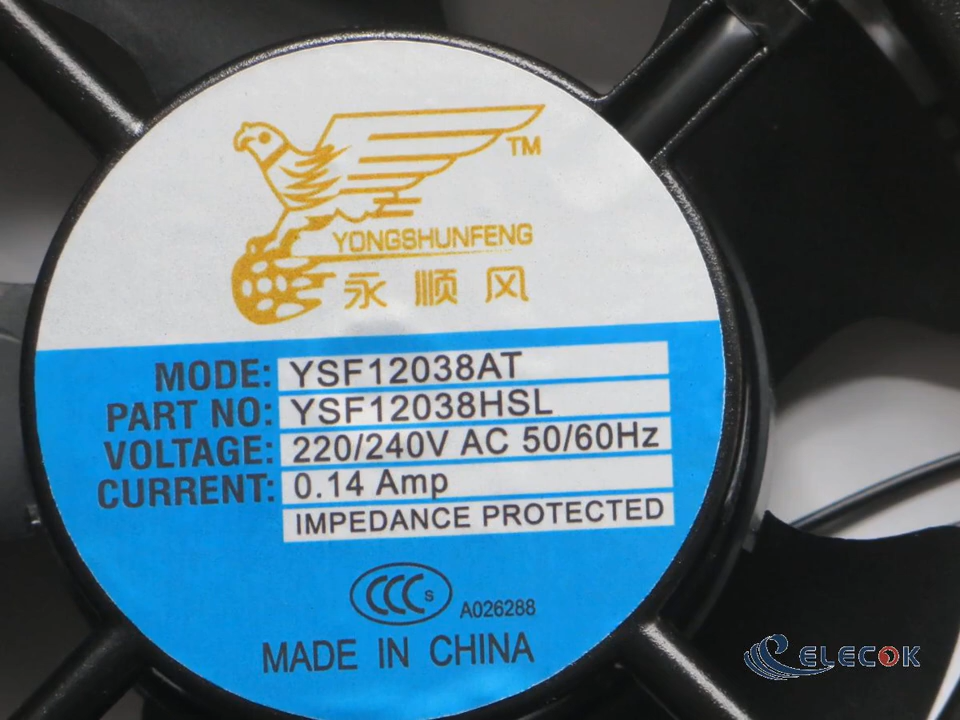 TM
YONGSHUNFENG
永顺风
MODE: YSF12038AT
PART NO: YSF12038HSL
VOLTAGE: 220/240V AC 50/60Hz
CURRENT: 0.14 Amp
IMPEDANCE PROTECTED
CCC S A026288
MADE IN CHINA
ELECOK